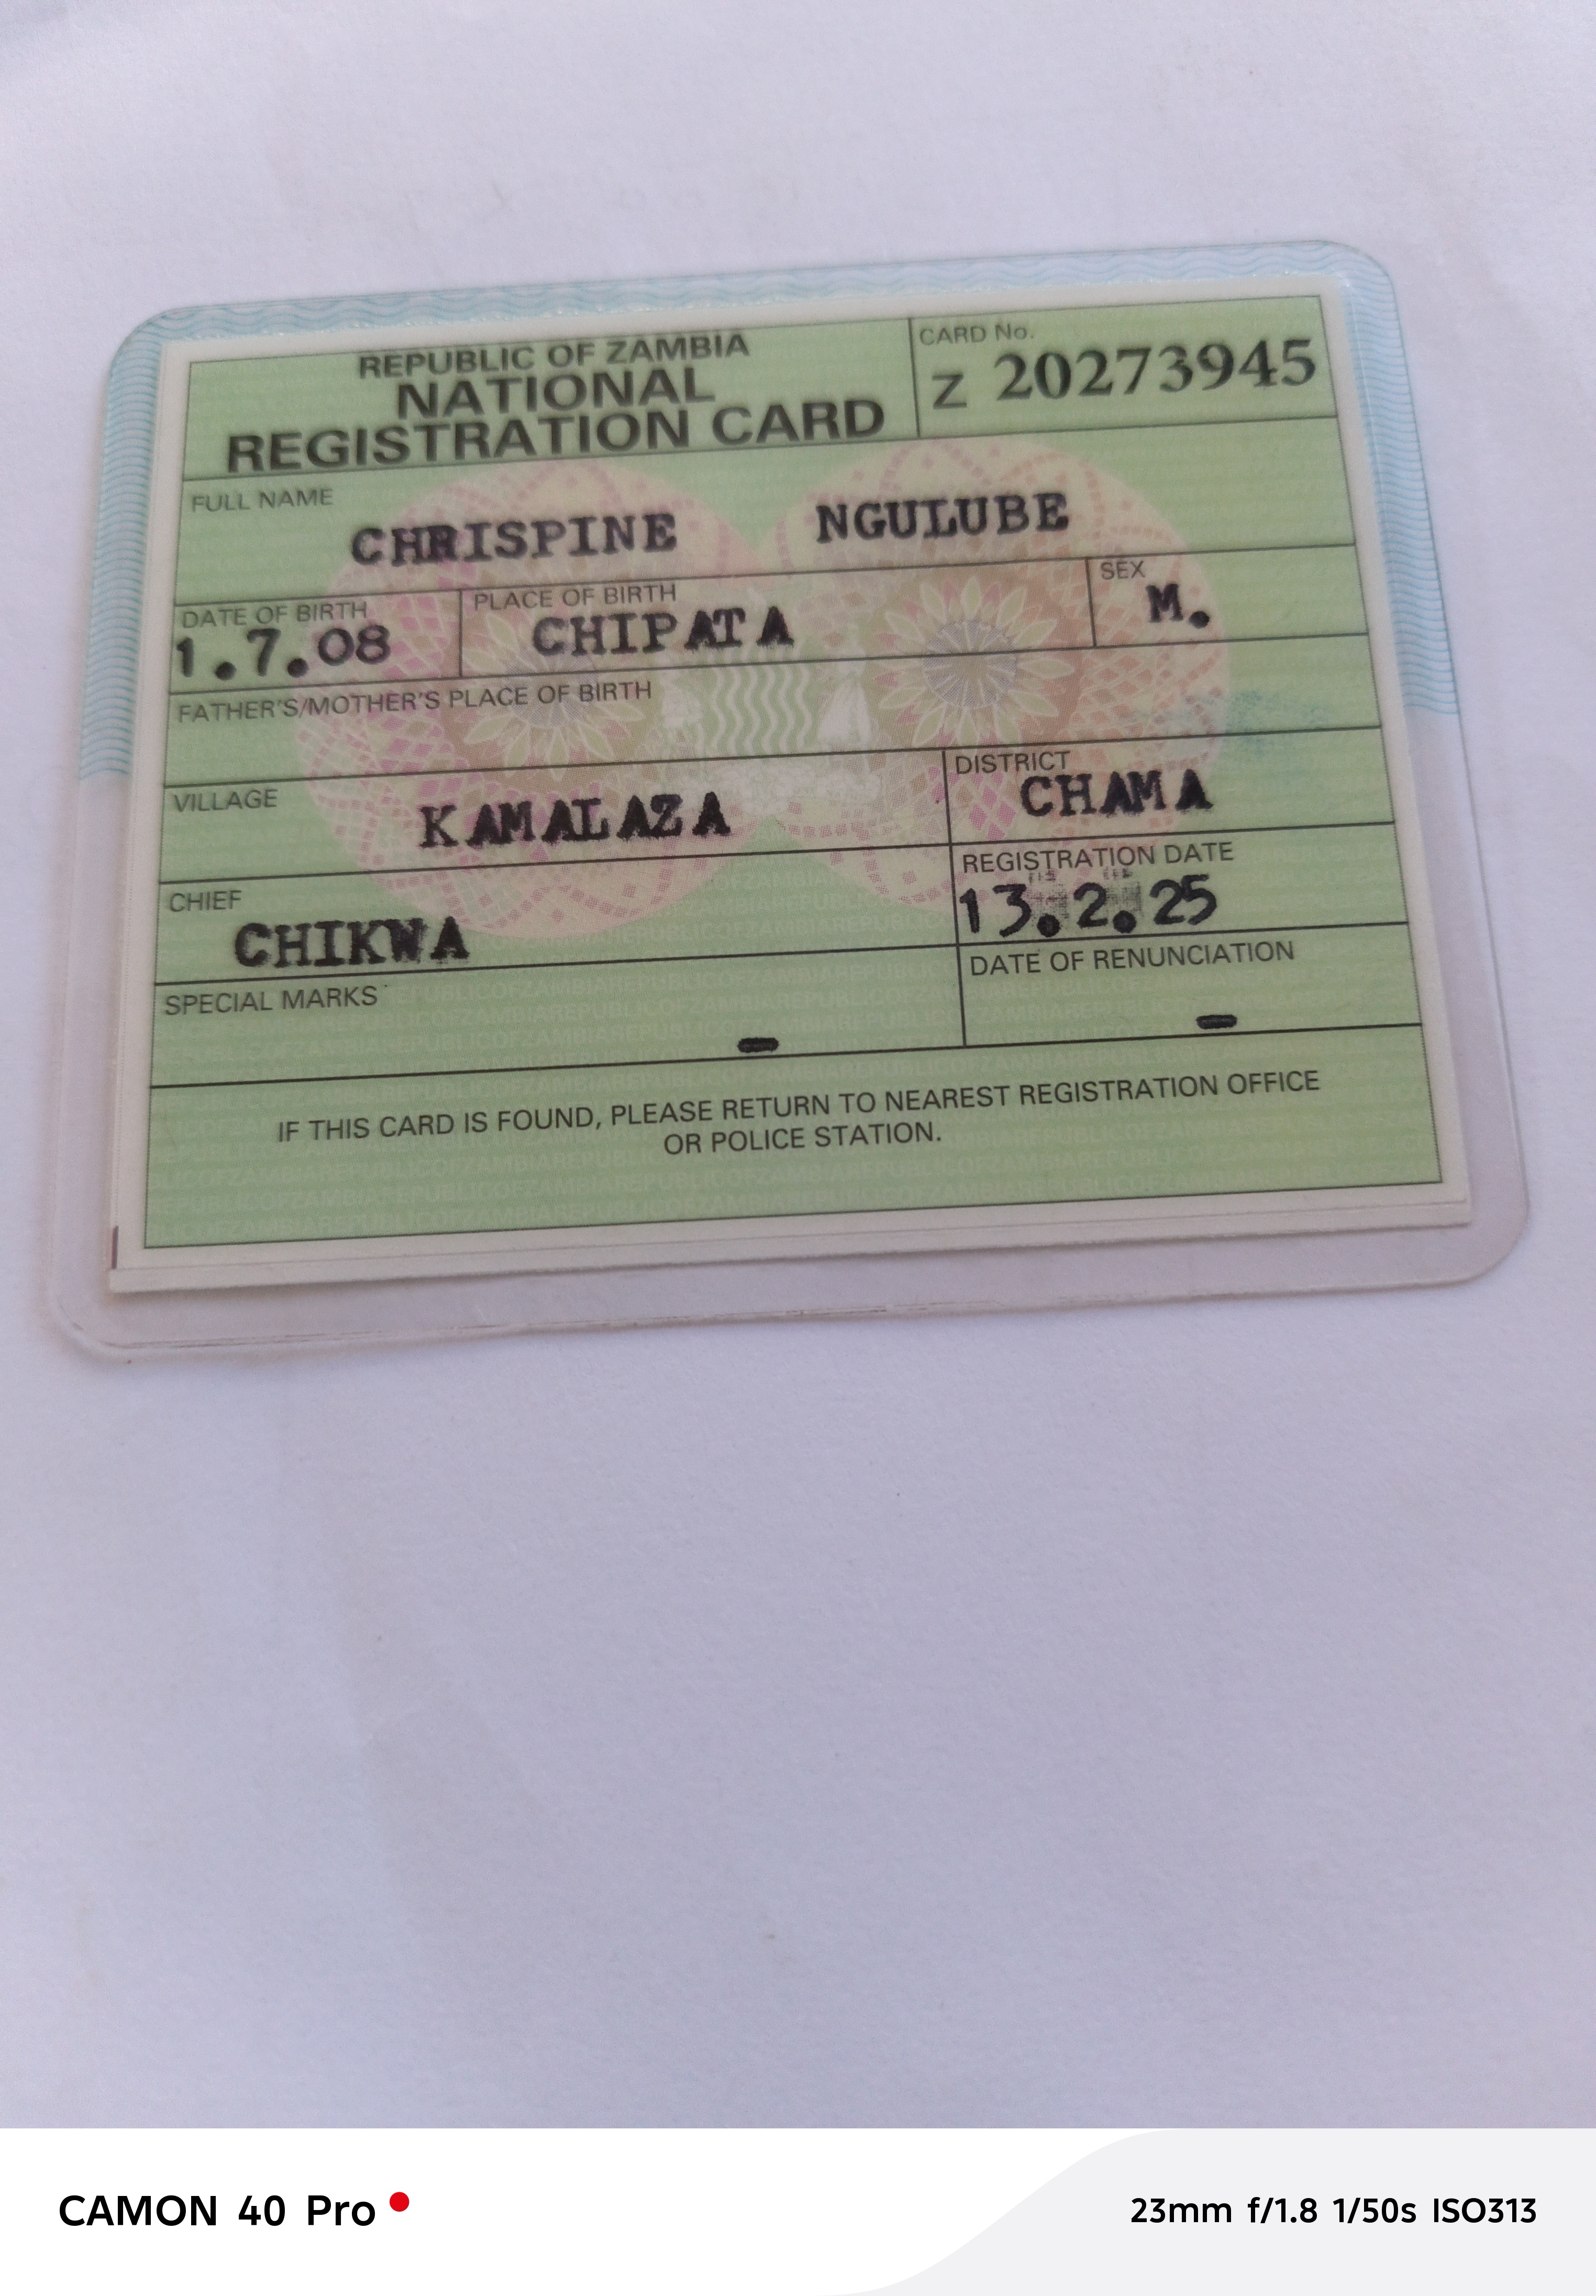 REPUBLIC OF ZAMBIA
NATIONAL
REGISTRATION CARD
CARD No.
Z 20273945
FULL NAME
CHRISPINE NGULUBE
DATE OF BIRTH
1.7.08
PLACE OF BIRTH
CHIPATA
SEX
M.
FATHER'S/MOTHER'S PLACE OF BIRTH
VILLAGE
KAMALAZA
DISTRICT
CHAMA
CHIEF
CHIKWA
REGISTRATION DATE
13.2.25
SPECIAL MARKS
-
DATE OF RENUNCIATION
-
IF THIS CARD IS FOUND, PLEASE RETURN TO NEAREST REGISTRATION OFFICE
OR POLICE STATION.
CAMON 40 Pro
23mm f/1.8 1/50s ISO313